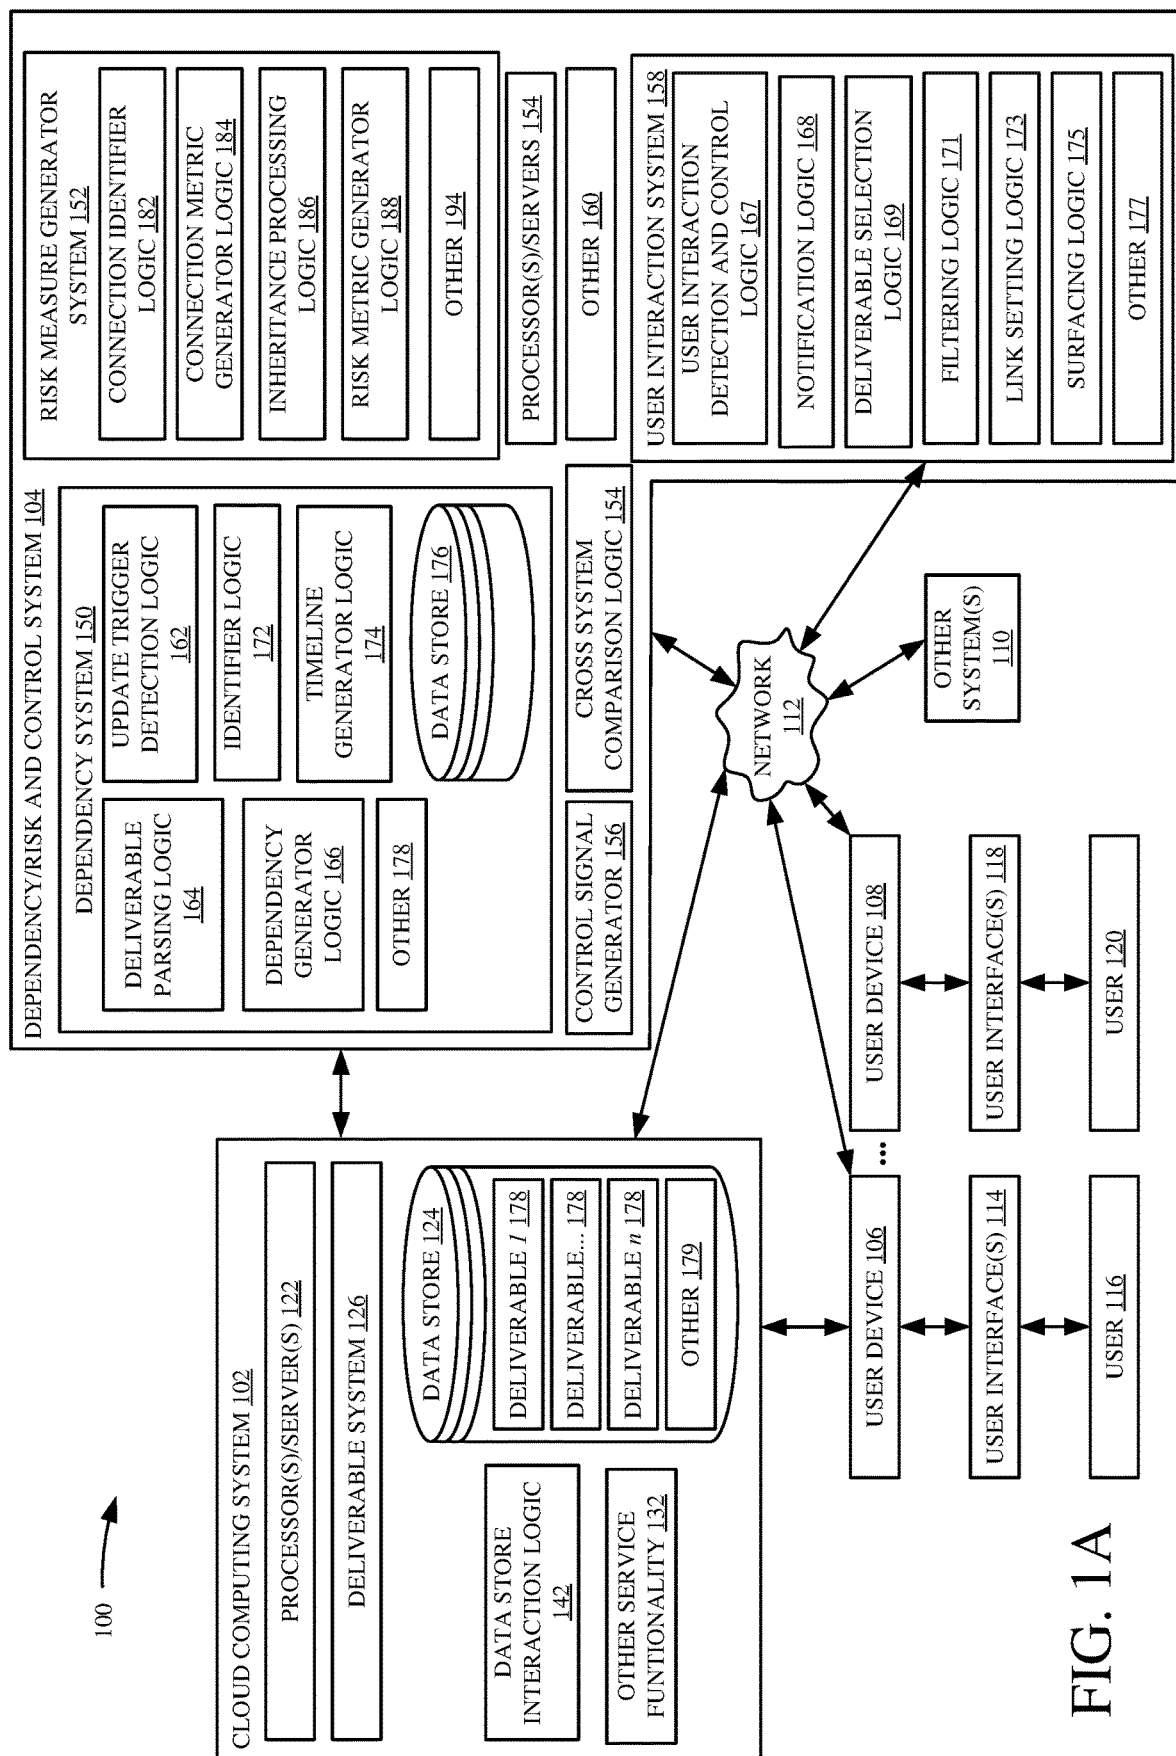 100
CLOUD COMPUTING SYSTEM 102
PROCESSOR(S)/SERVER(S) 122
DELIVERABLE SYSTEM 126
DATA STORE
INTERACTION LOGIC
142
OTHER SERVICE
FUNTIONALITY 132
DATA STORE 124
DELIVERABLE 1 178
DELIVERABLE... 178
DELIVERABLE n 178
OTHER 179
DEPENDENCY/RISK AND CONTROL SYSTEM 104
DEPENDENCY SYSTEM 150
DELIVERABLE
PARSING LOGIC
164
DEPENDENCY
GENERATOR
LOGIC 166
OTHER 178
UPDATE TRIGGER
DETECTION LOGIC
162
IDENTIFIER LOGIC
172
TIMELINE
GENERATOR LOGIC
174
DATA STORE 176
CONTROL SIGNAL
GENERATOR 156
CROSS SYSTEM
COMPARISON LOGIC 154
RISK MEASURE GENERATOR
SYSTEM 152
CONNECTION IDENTIFIER
LOGIC 182
CONNECTION METRIC
GENERATOR LOGIC 184
INHERITANCE PROCESSING
LOGIC 186
RISK METRIC GENERATOR
LOGIC 188
OTHER 194
PROCESSOR(S)/SERVERS 154
OTHER 160
USER INTERACTION SYSTEM 158
USER INTERACTION
DETECTION AND CONTROL
LOGIC 167
NOTIFICATION LOGIC 168
DELIVERABLE SELECTION
LOGIC 169
FILTERING LOGIC 171
LINK SETTING LOGIC 173
SURFACING LOGIC 175
OTHER 177
NETWORK
112
OTHER
SYSTEM(S)
110
USER DEVICE 106
...
USER DEVICE 108
USER INTERFACE(S) 114
USER INTERFACE(S) 118
USER 116
USER 120
FIG. 1A